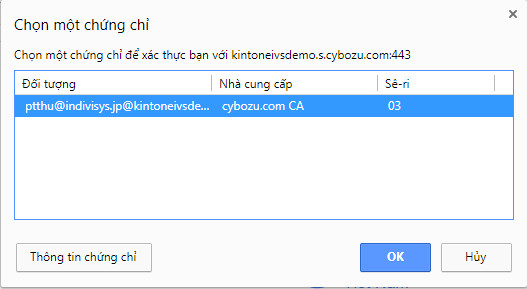 Chọn một chứng chỉ
Chọn một chứng chỉ để xác thực bạn với kintoneivsdemo.s.cybozu.com:443
Đối tượng Nhà cung cấp Sê-ri
ptthu@indivisys.jp@kintoneivsde... cybozu.com CA 03
Thông tin chứng chỉ OK Hủy